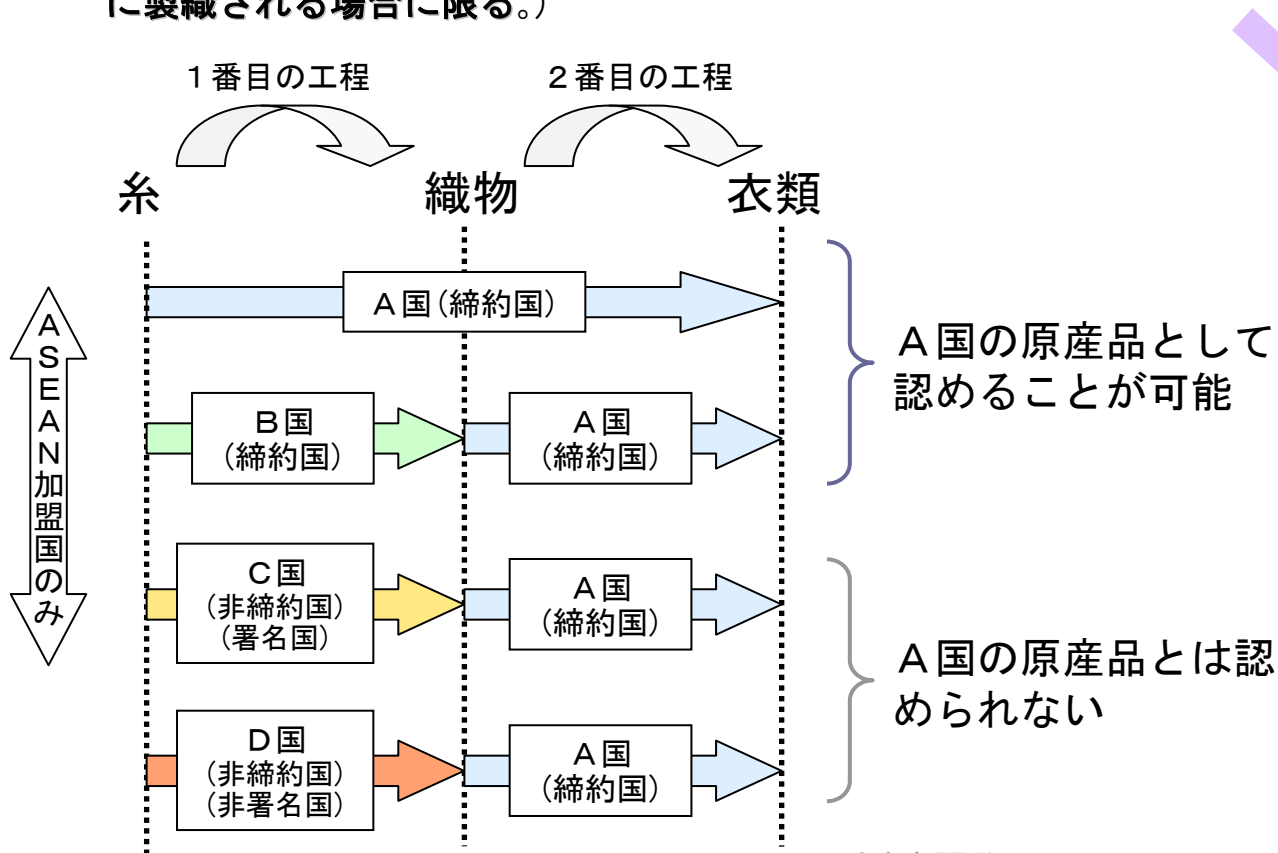 に製織される場合に限る。)
１番目の工程
２番目の工程
糸
織物
衣類
ASEAN加盟国のみ
Ａ国(締約国)
Ａ国の原産品として
認めることが可能
Ｂ国
(締約国)
Ａ国
(締約国)
Ｃ国
(非締約国)
(署名国)
Ａ国
(締約国)
Ａ国の原産品とは認
められない
Ｄ国
(非締約国)
(非署名国)
Ａ国
(締約国)